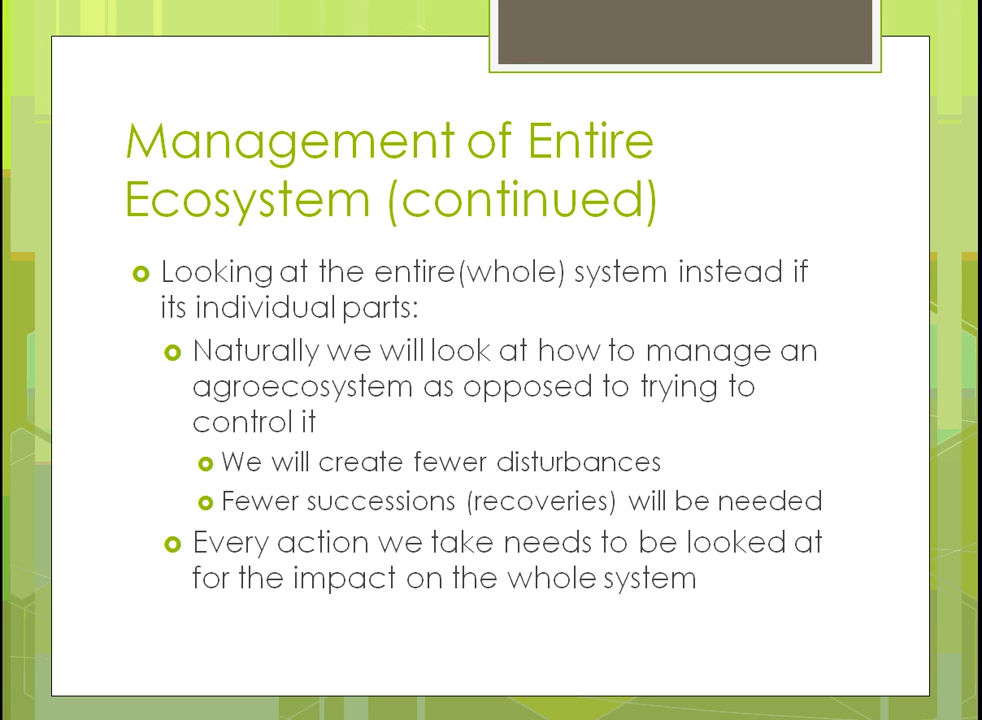 Management of Entire
Ecosystem (continued)
Looking at the entire(whole) system instead if
its individual parts:
Naturally we will look at how to manage an
agroecosystem as opposed to trying to
control it
We will create fewer disturbances
Fewer successions (recoveries) will be needed
Every action we take needs to be looked at
for the impact on the whole system